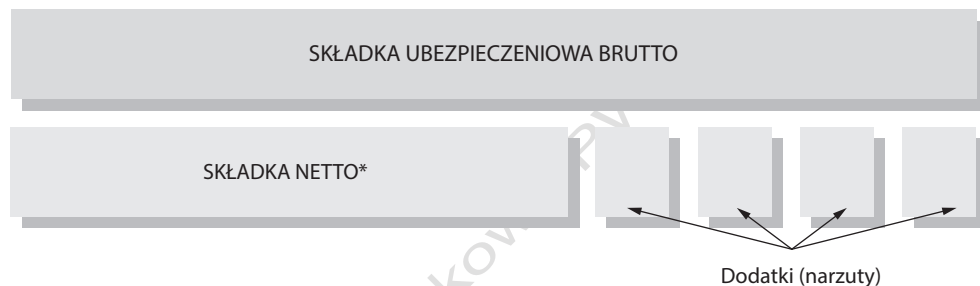 SKŁADKA UBEZPIECZENIOWA BRUTTO
SKŁADKA NETTO*
Dodatki (narzuty)